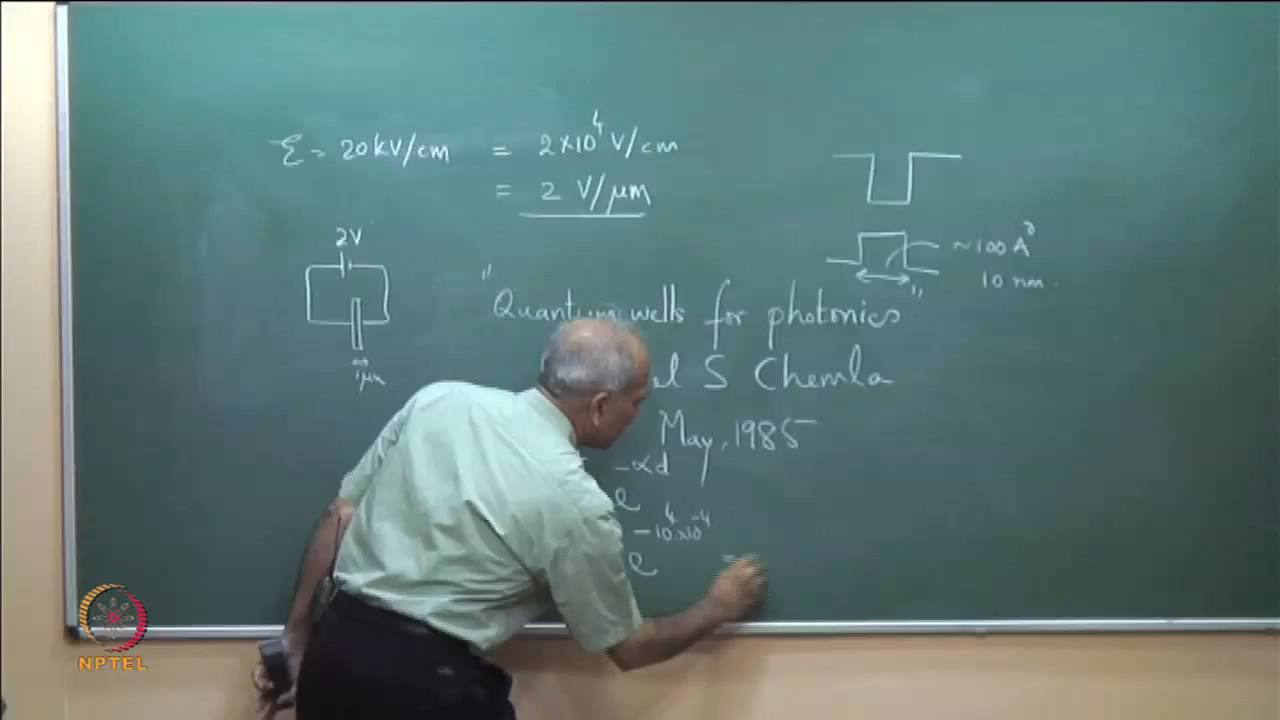 ξ = 20 kV/cm = 2×10⁴ V/cm
= 2 V/μm
2V
1 μm
~100 A°
10 nm.
"Quantum wells for photonics"
S Chemla
May, 1985
e^-αd
e^-10⁴×10⁻⁴ =
NPTEL